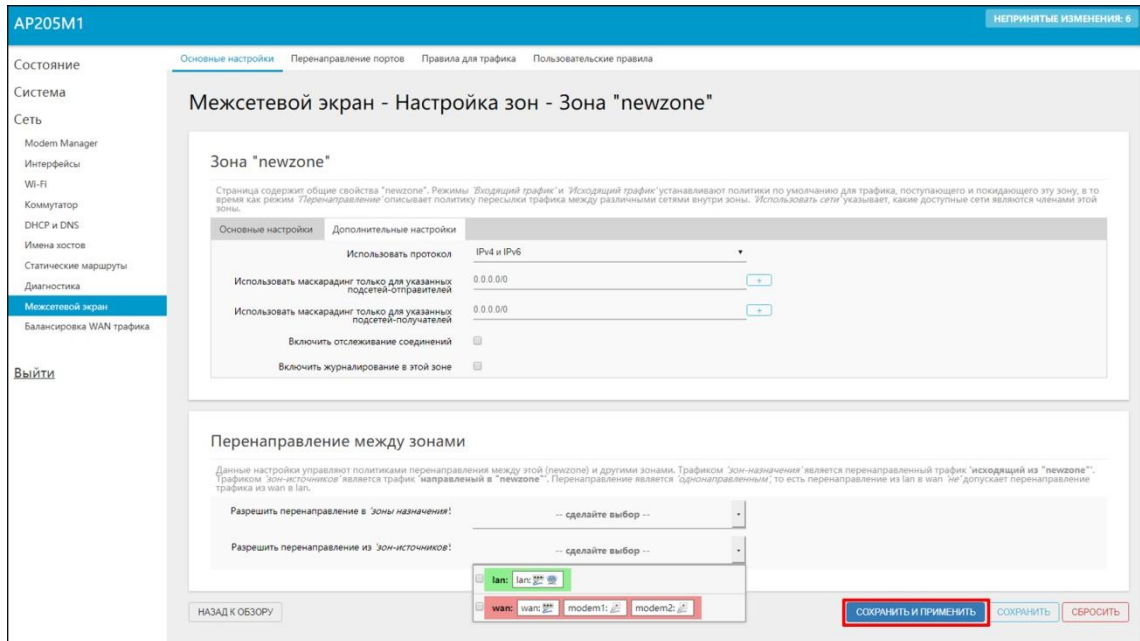 AP205M1
НЕПРИНЯТЫЕ ИЗМЕНЕНИЯ: 6
Состояние
Система
Сеть
Modem Manager
Интерфейсы
Wi-Fi
Коммутатор
DHCP и DNS
Имена хостов
Статические маршруты
Диагностика
Межсетевой экран
Балансировка WAN трафика
Выйти
Основные настройки Перенаправление портов Правила для трафика Пользовательские правила
Межсетевой экран - Настройка зон - Зона "newzone"
Зона "newzone"
Страница содержит общие свойства "newzone". Режимы 'Входящий трафик' и 'Исходящий трафик' устанавливают политики по умолчанию для трафика, поступающего и покидающего эту зону, в то
время как режим 'Перенаправление' описывает политику пересылки трафика между различными сетями внутри зоны. 'Использовать сети' указывает, какие доступные сети являются членами этой
зоны.
Основные настройки Дополнительные настройки
Использовать протокол IPv4 и IPv6
Использовать маскарадинг только для указанных
подсетей-отправителей
0.0.0.0/0 +
Использовать маскарадинг только для указанных
подсетей-получателей
0.0.0.0/0 +
Включить отслеживание соединений
Включить журналирование в этой зоне
Перенаправление между зонами
Данные настройки управляют политиками перенаправления между этой (newzone) и другими зонами. Трафиком 'зон-назначения' является перенаправленный трафик 'исходящий из "newzone"'.
Трафиком 'зон-источников' является трафик 'направленый в "newzone"'. Перенаправление является 'однонаправленным', то есть перенаправление из lan в wan 'не' допускает перенаправление
трафика из wan в lan.
Разрешить перенаправление в 'зоны назначения': -- сделайте выбор --
Разрешить перенаправление из 'зон-источников': -- сделайте выбор --
lan: lan:
wan: wan: modem1: modem2:
НАЗАД К ОБЗОРУ
СОХРАНИТЬ И ПРИМЕНИТЬ СОХРАНИТЬ СБРОСИТЬ